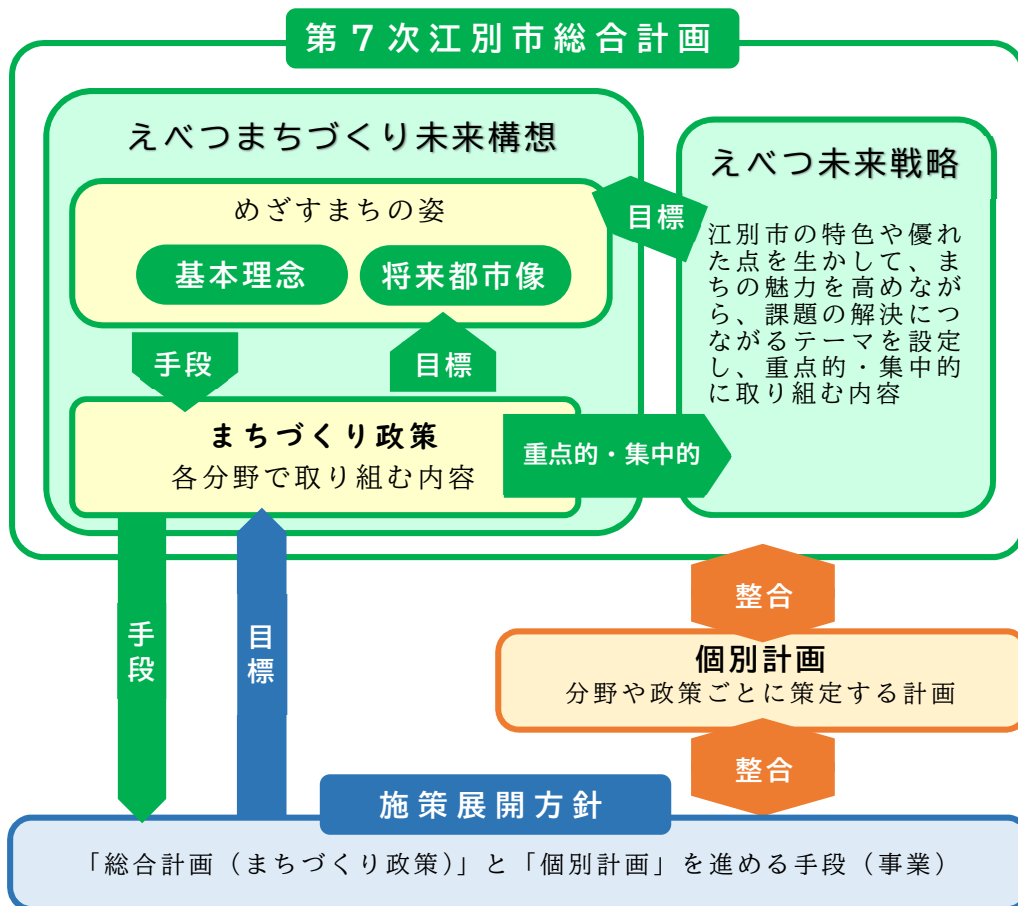 第７次江別市総合計画
えべつまちづくり未来構想
めざすまちの姿
基本理念
将来都市像
手段
目標
まちづくり政策
各分野で取り組む内容
目標
重点的・集中的
えべつ未来戦略
江別市の特色や優れ
た点を生かして、ま
ちの魅力を高めなが
ら、課題の解決につ
ながるテーマを設定
し、重点的・集中的
に取り組む内容
手段
目標
整合
個別計画
分野や政策ごとに策定する計画
整合
施策展開方針
「総合計画（まちづくり政策）」と「個別計画」を進める手段（事業）